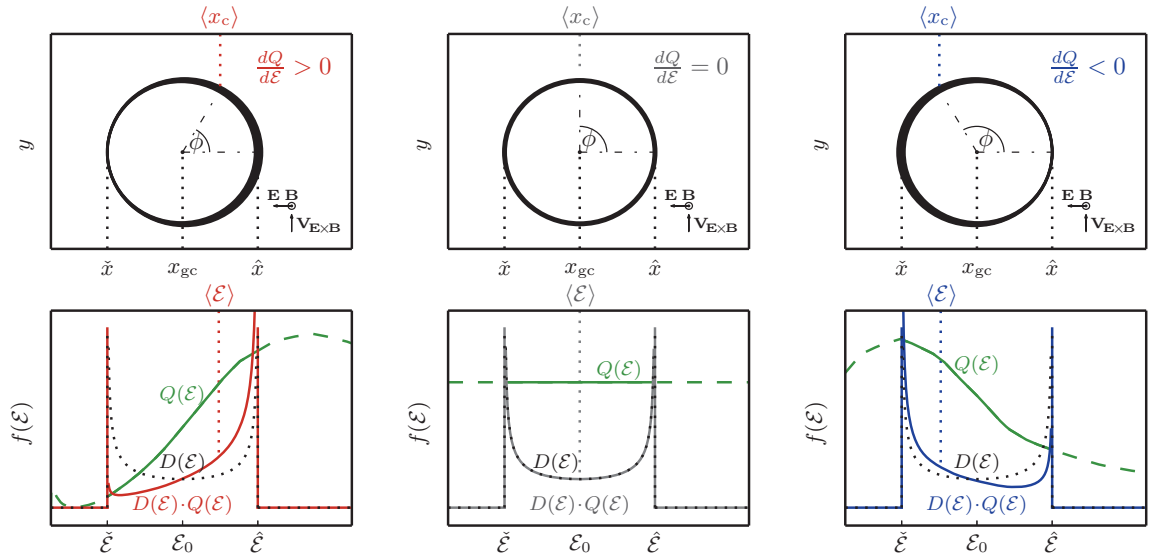 ⟨x_c⟩ ⟨x_c⟩ ⟨x_c⟩
dQ/dℰ > 0 dQ/dℰ = 0 dQ/dℰ < 0
y ϕ y ϕ y ϕ
E B E B E B
V_E×B V_E×B V_E×B
x̌ x_gc x̂ x̌ x_gc x̂ x̌ x_gc x̂
⟨ℰ⟩ ⟨ℰ⟩ ⟨ℰ⟩
Q(ℰ) Q(ℰ) Q(ℰ)
f(ℰ) D(ℰ) f(ℰ) D(ℰ) f(ℰ) D(ℰ)
D(ℰ)·Q(ℰ) D(ℰ)·Q(ℰ) D(ℰ)·Q(ℰ)
ℰ̌ ℰ_0 ℰ̂ ℰ̌ ℰ_0 ℰ̂ ℰ̌ ℰ_0 ℰ̂